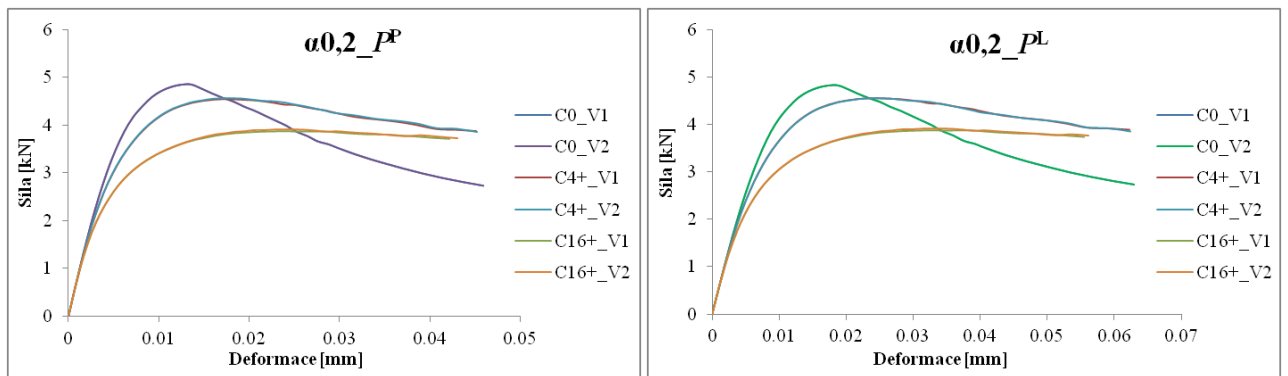 α0,2_Pᴾ
Síla [kN]
6
5
4
3
2
1
0
0
0.01
0.02
0.03
0.04
0.05
Deformace [mm]
C0_V1
C0_V2
C4+_V1
C4+_V2
C16+_V1
C16+_V2
α0,2_Pᴸ
Síla [kN]
6
5
4
3
2
1
0
0
0.01
0.02
0.03
0.04
0.05
0.06
0.07
Deformace [mm]
C0_V1
C0_V2
C4+_V1
C4+_V2
C16+_V1
C16+_V2